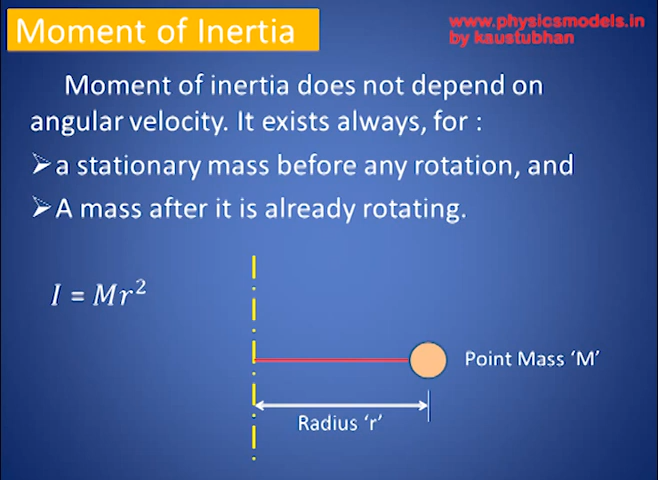 Moment of Inertia
www.physicsmodels.in
by kaustubhan
Moment of inertia does not depend on
angular velocity. It exists always, for :
➢a stationary mass before any rotation, and
➢A mass after it is already rotating.
I = Mr²
Point Mass ‘M’
Radius ‘r’